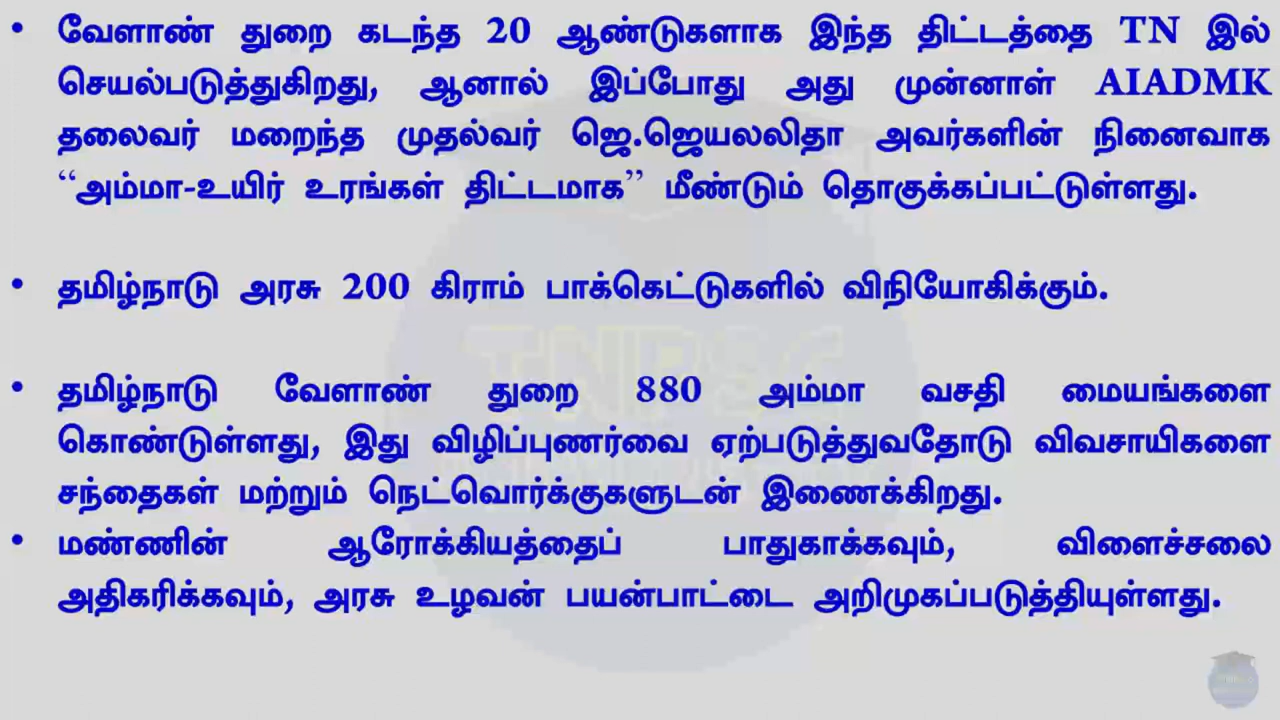 • வேளாண் துறை கடந்த 20 ஆண்டுகளாக இந்த திட்டத்தை TN இல்
செயல்படுத்துகிறது, ஆனால் இப்போது அது முன்னாள் AIADMK
தலைவர் மறைந்த முதல்வர் ஜெ.ஜெயலலிதா அவர்களின் நினைவாக
“அம்மா-உயிர் உரங்கள் திட்டமாக” மீண்டும் தொகுக்கப்பட்டுள்ளது.
• தமிழ்நாடு அரசு 200 கிராம் பாக்கெட்டுகளில் விநியோகிக்கும்.
• தமிழ்நாடு வேளாண் துறை 880 அம்மா வசதி மையங்களை
கொண்டுள்ளது, இது விழிப்புணர்வை ஏற்படுத்துவதோடு விவசாயிகளை
சந்தைகள் மற்றும் நெட்வொர்க்குகளுடன் இணைக்கிறது.
• மண்ணின் ஆரோக்கியத்தைப் பாதுகாக்கவும், விளைச்சலை
அதிகரிக்கவும், அரசு உழவன் பயன்பாட்டை அறிமுகப்படுத்தியுள்ளது.
TNPSC